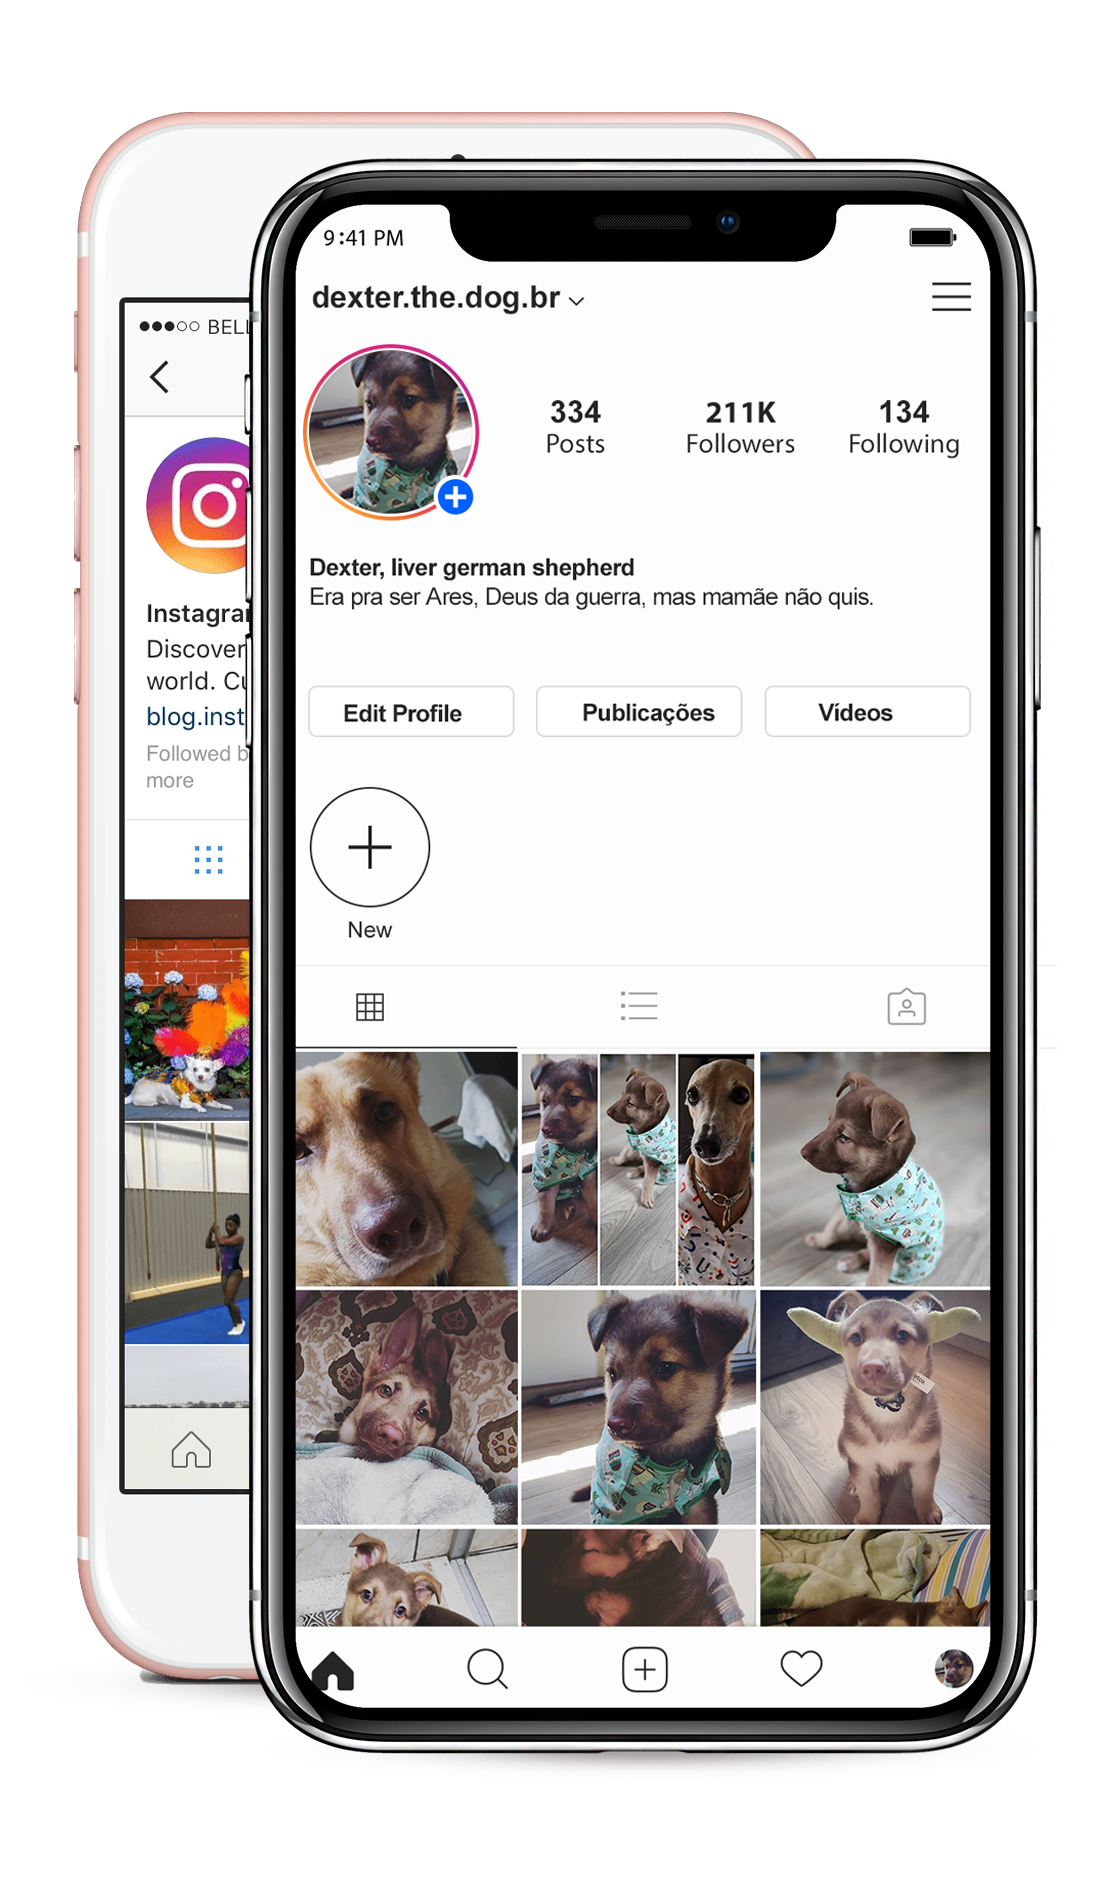 9:41 PM
dexter.the.dog.br
334
Posts
211K
Followers
134
Following
Dexter, liver german shepherd
Era pra ser Ares, Deus da guerra, mas mamãe não quis.
Edit Profile
Publicações
Vídeos
New
BELL
Instagram
Discover
world.
blog.inst
Followed b
more